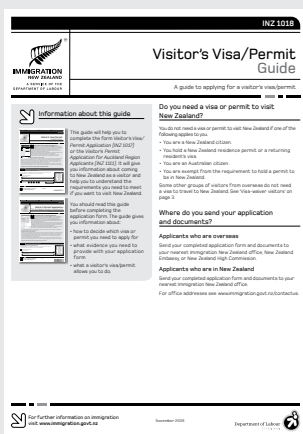 INZ 1018
IMMIGRATION
NEW ZEALAND
A SERVICE OF THE
DEPARTMENT OF LABOUR
Visitor's Visa/Permit
Guide
A guide to applying for a visitor's visa/permit
Information about this guide
This guide will help you to
complete the form Visitor's Visa/
Permit Application (INZ 1017)
or the Visitor's Permit
Application for Auckland Region
Applicants (INZ 1101). It will give
you information about coming
to New Zealand as a visitor and
help you to understand the
requirements you need to meet
if you want to visit New Zealand.
You should read this guide
before completing the
application form. The guide gives
you information about:
• how to decide which visa or
permit you need to apply for
• what evidence you need
to provide with your
application form
• what a visitor's visa/permit
allows you to do.
Do you need a visa or permit to visit
New Zealand?
You do not need a visa or permit to visit New Zealand if one of the
following applies to you:
• You are a New Zealand citizen.
• You hold a New Zealand residence permit or a returning
resident's visa.
• You are an Australian citizen.
• You are exempt from the requirement to hold a permit to
be in New Zealand.
Some other groups of visitors from overseas do not need
a visa to travel to New Zealand. See 'Visa waivers' on
page 3.
Where do you send your application
and documents?
Applicants who are overseas
Send your completed application form and documents to
your nearest Immigration New Zealand office, New Zealand
Embassy, or New Zealand High Commission.
Applicants who are in New Zealand
Send your completed application form and documents to your
nearest Immigration New Zealand office.
For office addresses see www.immigration.govt.nz/contactus.
For further information on immigration
visit www.immigration.govt.nz
November 2009
Department of Labour